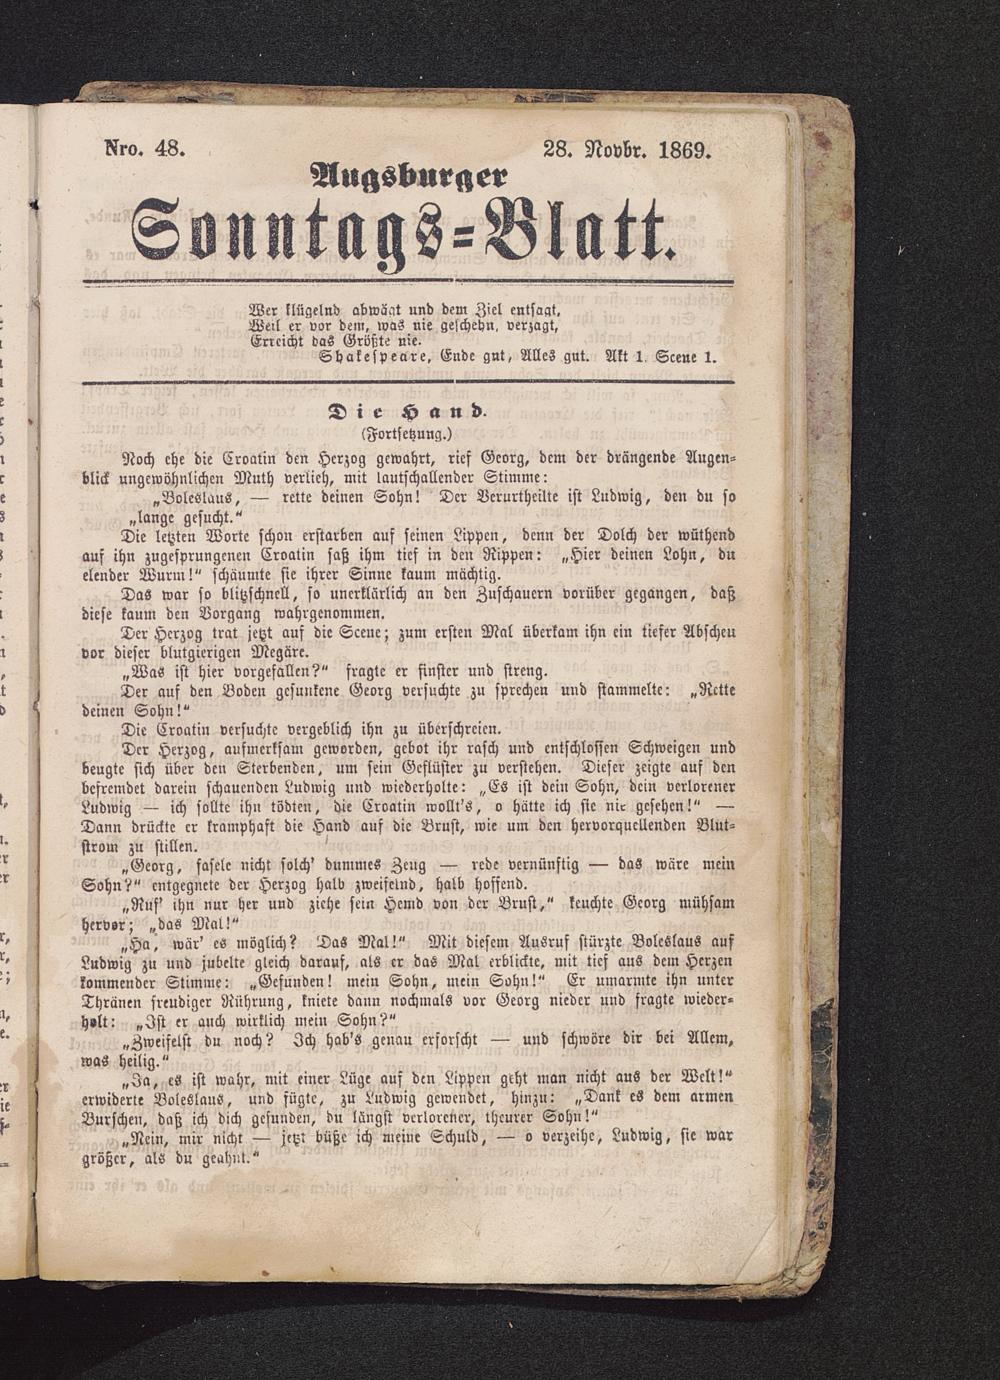 Nro. 48.
28. Novbr. 1869.
Augsburger
Sonntags=Blatt.
Wer klügelnd abwägt und dem Ziel entsagt,
Weil er vor dem, was nie geschehn, verzagt,
Erreicht das Größte nie.
Shakespeare, Ende gut, Alles gut. Akt 1. Scene 1.
Die Hand.
(Fortsetzung.)
Noch ehe die Croatin den Herzog gewahrt, rief Georg, dem der drängende Augen=
blick ungewöhnlichen Muth verlieh, mit lautschallender Stimme:
„Boleslaus, — rette deinen Sohn! Der Verurtheilte ist Ludwig, den du so
„lange gesucht.“
Die letzten Worte schon erstarben auf seinen Lippen, denn der Dolch der wüthend
auf ihn zugesprungenen Croatin saß ihm tief in den Rippen: „Hier deinen Lohn, du
elender Wurm!“ schäumte sie ihrer Sinne kaum mächtig.
Das war so blitzschnell, so unerklärlich an den Zuschauern vorüber gegangen, daß
diese kaum den Vorgang wahrgenommen.
Der Herzog trat jetzt auf die Scene; zum ersten Mal überkam ihn ein tiefer Abscheu
vor dieser blutgierigen Megäre.
„Was ist hier vorgefallen?“ fragte er finster und streng.
Der auf den Boden gesunkene Georg versuchte zu sprechen und stammelte: „Rette
deinen Sohn!“
Die Croatin versuchte vergeblich ihn zu überschreien.
Der Herzog, aufmerksam geworden, gebot ihr rasch und entschlossen Schweigen und
beugte sich über den Sterbenden, um sein Geflüster zu verstehen. Dieser zeigte auf den
befremdet darein schauenden Ludwig und wiederholte: „Es ist dein Sohn, dein verlorener
Ludwig — ich sollte ihn tödten, die Croatin wollt's, o hätte ich sie nie gesehen!“ —
Dann drückte er krampfhaft die Hand auf die Brust, wie um den hervorquellenden Blut=
strom zu stillen.
„Georg, fasele nicht solch' dummes Zeug — rede vernünftig — das wäre mein
Sohn?“ entgegnete der Herzog halb zweifelnd, halb hoffend.
„Ruf' ihn nur her und ziehe sein Hemd von der Brust,“ keuchte Georg mühsam
hervor; „das Mal!“
„Ha, wär' es möglich? Das Mal!“ Mit diesem Ausruf stürzte Boleslaus auf
Ludwig zu und jubelte gleich darauf, als er das Mal erblickte, mit tief aus dem Herzen
kommender Stimme: „Gefunden! mein Sohn, mein Sohn!“ Er umarmte ihn unter
Thränen freudiger Rührung, kniete dann nochmals vor Georg nieder und fragte wieder=
holt: „Ist er auch wirklich mein Sohn?“
„Zweifelst du noch? Ich hab's genau erforscht — und schwöre dir bei Allem,
was heilig.“
„Ja, es ist wahr, mit einer Lüge auf den Lippen geht man nicht aus der Welt!“
erwiderte Boleslaus, und fügte, zu Ludwig gewendet, hinzu: „Dank es dem armen
Burschen, daß ich dich gefunden, du längst verlorener, theurer Sohn!“
„Nein, mir nicht — jetzt büße ich meine Schuld, — o verzeihe, Ludwig, sie war
größer, als du geahnt.“